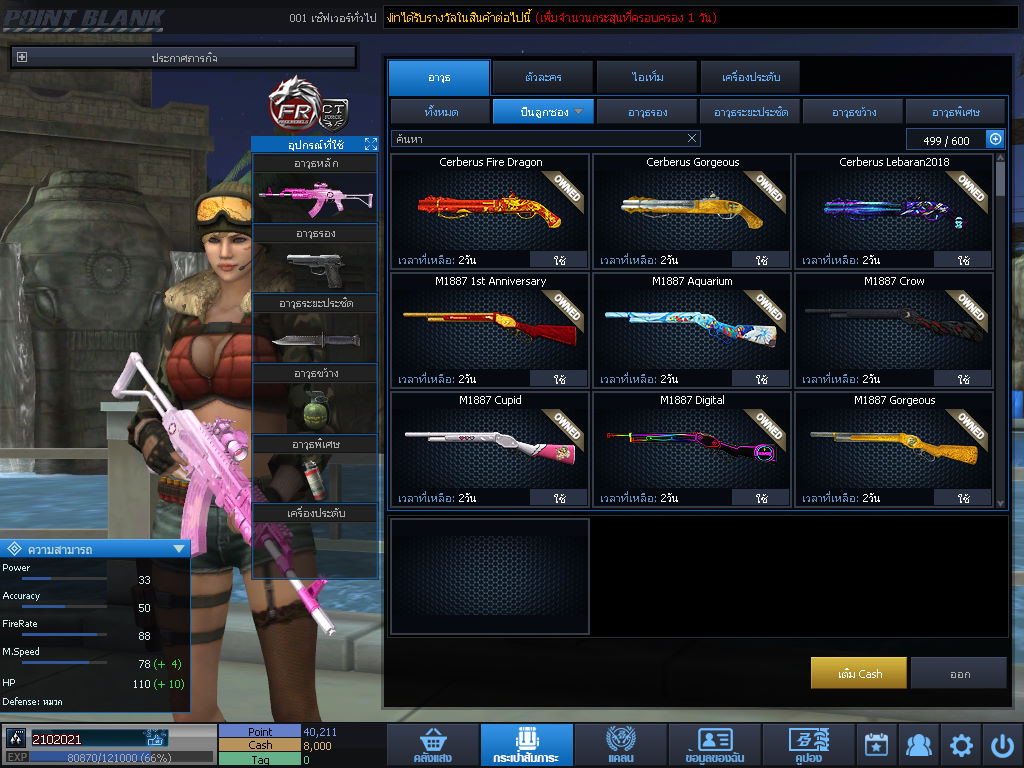 POINT BLANK
001 เซิฟเวอร์ทั่วไป
ได้รับรางวัลในสินค้าต่อไปนี้ (เพิ่มจำนวนกระสุนที่ครอบครอง 1 วัน)
ประกาศภารกิจ
FR
CT
FORCE
อุปกรณ์ที่ใช้
อาวุธหลัก
อาวุธรอง
อาวุธระยะประชิด
อาวุธขว้าง
อาวุธพิเศษ
เครื่องประดับ
อาวุธ ตัวละคร ไอเท็ม เครื่องประดับ
ทั้งหมด ปืนลูกซอง อาวุธรอง อาวุธระยะประชิด อาวุธขว้าง อาวุธพิเศษ
ค้นหา 499 / 600
Cerberus Fire Dragon Cerberus Gorgeous Cerberus Lebaran2018
OWNED OWNED OWNED
เวลาที่เหลือ: 2วัน ใช้ เวลาที่เหลือ: 2วัน ใช้ เวลาที่เหลือ: 2วัน ใช้
M1887 1st Anniversary M1887 Aquarium M1887 Crow
OWNED OWNED OWNED
เวลาที่เหลือ: 2วัน ใช้ เวลาที่เหลือ: 2วัน ใช้ เวลาที่เหลือ: 2วัน ใช้
M1887 Cupid M1887 Digital M1887 Gorgeous
OWNED OWNED OWNED
เวลาที่เหลือ: 2วัน ใช้ เวลาที่เหลือ: 2วัน ใช้ เวลาที่เหลือ: 2วัน ใช้
ความสามารถ
Power 33
Accuracy 50
FireRate 88
M.Speed 78 (+ 4)
HP 110 (+ 10)
Defense: หมวก
เติม Cash ออก
2102021
EXP 80870/121000 (66%)
Point 40,211
Cash 8,000
Tag 0
คลังแสง กระเป๋าสัมภาระ แคลน ข้อมูลของฉัน คูปอง